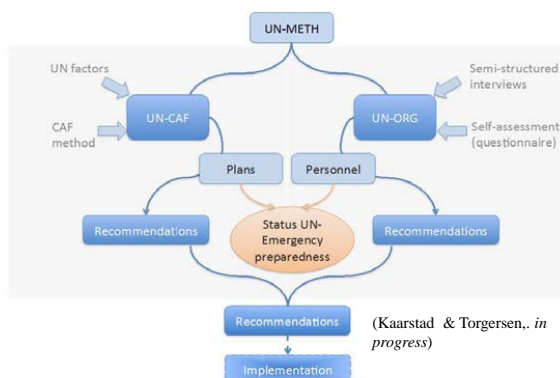 UN-METH
UN factors
CAF
method
UN-CAF
Semi-structured
interviews
UN-ORG
Self-assessment
(questionnaire)
Plans
Personnel
Recommendations
Status UN-
Emergency
preparedness
Recommendations
Recommendations
(Kaarstad & Torgersen,. in
progress)
Implementation